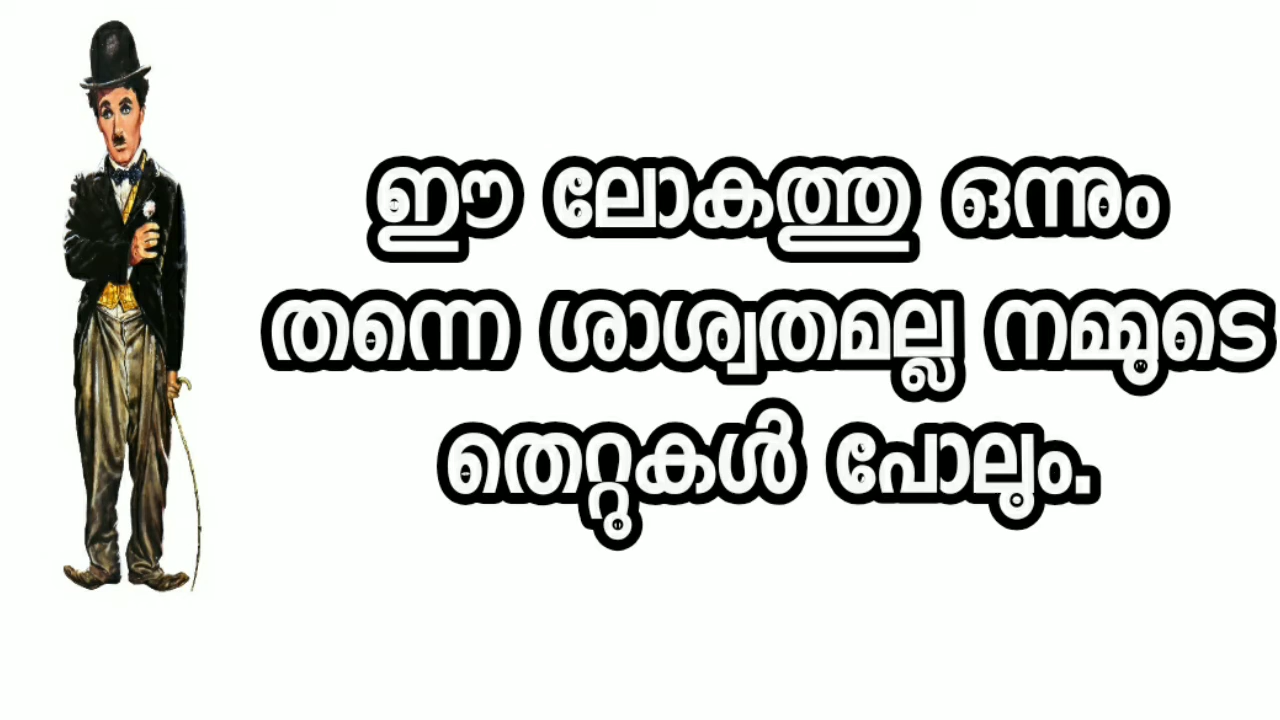 ഈ ലോകത്തു ഒന്നും
തന്നെ ശാശ്വതമല്ല നമ്മുടെ
തെറ്റുകൾ പോലും.